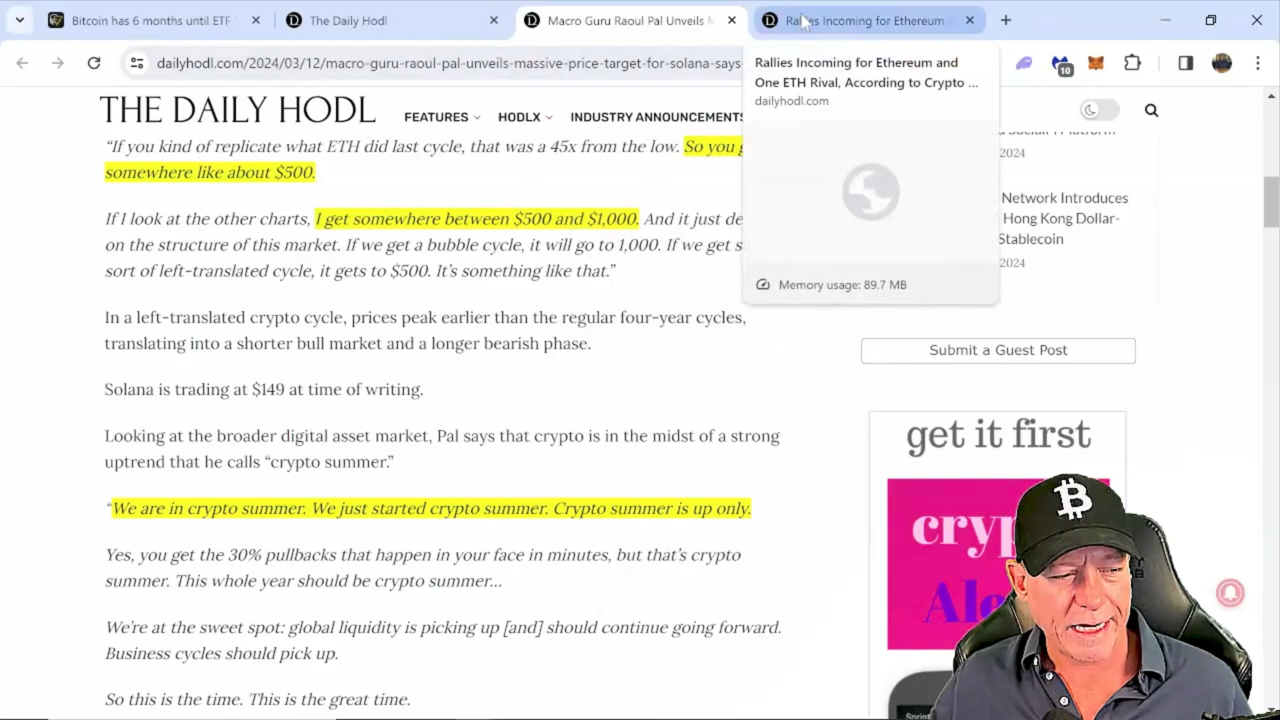 Bitcoin has 6 months until ETF
The Daily Hodl
Macro Guru Raoul Pal Unveils
Rallies Incoming for Ethereum
dailyhodl.com/2024/03/12/macro-guru-raoul-pal-unveils-massive-price-target-for-solana-says-
10
Rallies Incoming for Ethereum and
One ETH Rival, According to Crypto ...
dailyhodl.com
Memory usage: 89.7 MB
THE DAILY HODL
FEATURES
HODLX
INDUSTRY ANNOUNCEMENTS
“If you kind of replicate what ETH did last cycle, that was a 45x from the low. So you
somewhere like about $500.
If I look at the other charts, I get somewhere between $500 and $1,000. And it just
on the structure of this market. If we get a bubble cycle, it will go to 1,000. If we get
sort of left-translated cycle, it gets to $500. It’s something like that.”
In a left-translated crypto cycle, prices peak earlier than the regular four-year cycles,
translating into a shorter bull market and a longer bearish phase.
Solana is trading at $149 at time of writing.
Looking at the broader digital asset market, Pal says that crypto is in the midst of a strong
uptrend that he calls “crypto summer.”
“We are in crypto summer. We just started crypto summer. Crypto summer is up only.
Yes, you get the 30% pullbacks that happen in your face in minutes, but that’s crypto
summer. This whole year should be crypto summer…
We’re at the sweet spot: global liquidity is picking up [and] should continue going forward.
Business cycles should pick up.
So this is the time. This is the great time.
2024
Network Introduces
Hong Kong Dollar-
Stablecoin
2024
Submit a Guest Post
get it first